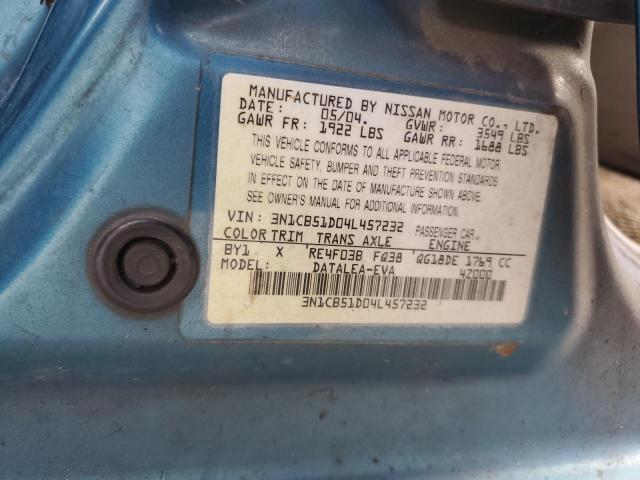 MANUFACTURED BY NISSAN MOTOR CO., LTD.
DATE: 05/04. GVWR: 3549 LBS
GAWR FR: 1922 LBS GAWR RR: 1688 LBS
THIS VEHICLE CONFORMS TO ALL APPLICABLE FEDERAL MOTOR
VEHICLE SAFETY, BUMPER AND THEFT PREVENTION STANDARDS
IN EFFECT ON THE DATE OF MANUFACTURE SHOWN ABOVE.
SEE OWNER'S MANUAL FOR ADDITIONAL INFORMATION.
VIN: 3N1CB51D04L457232 PASSENGER CAR
COLOR TRIM TRANS AXLE ENGINE
BY1 X RE4F03B FQ38 QG18DE 1769 CC
MODEL: DATALEA-EVA 4Z000
3N1CB51D04L457232